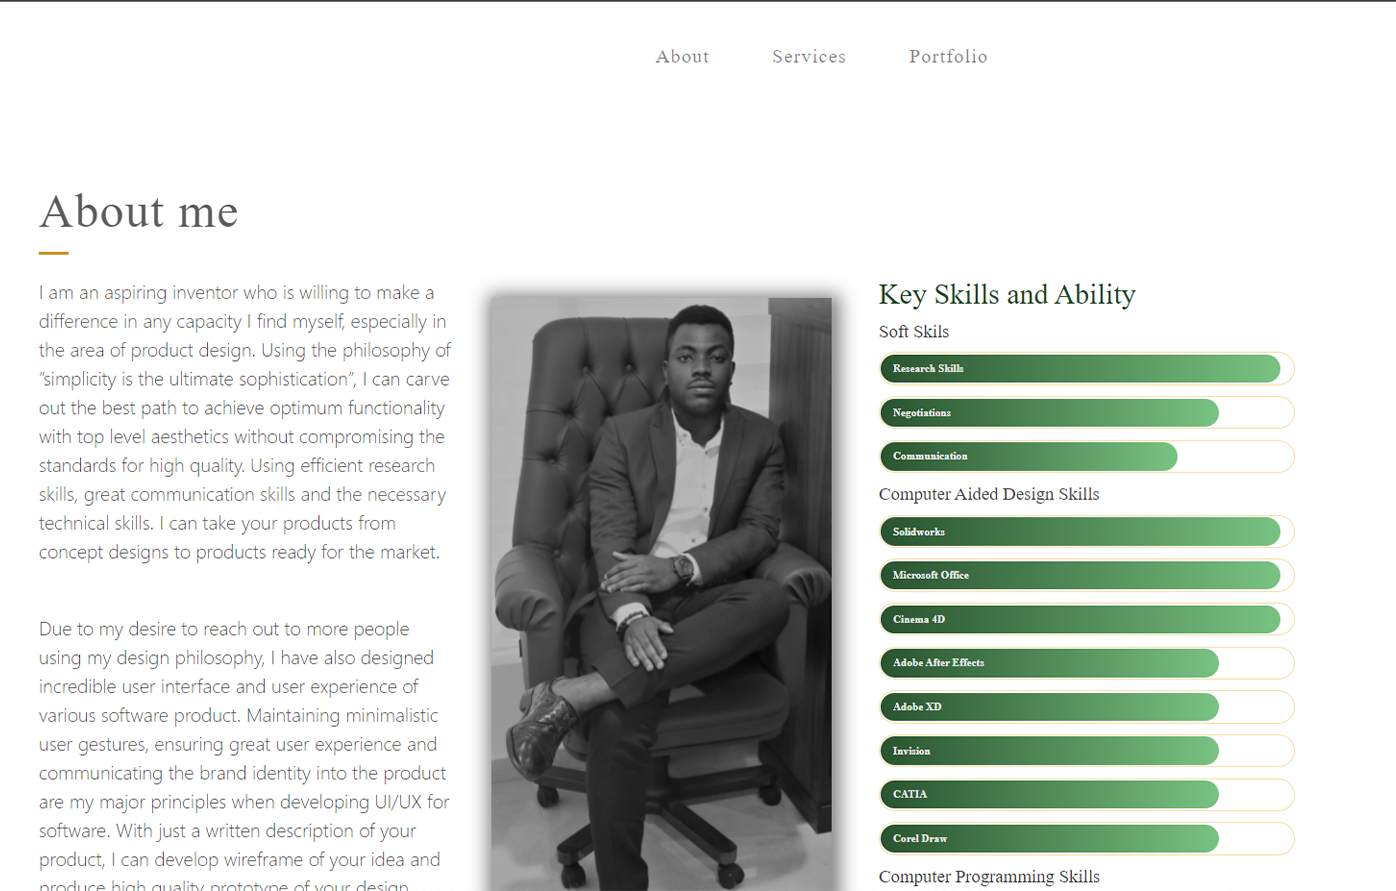 About Services Portfolio
About me
I am an aspiring inventor who is willing to make a
difference in any capacity I find myself, especially in
the area of product design. Using the philosophy of
"simplicity is the ultimate sophistication", I can carve
out the best path to achieve optimum functionality
with top level aesthetics without compromising the
standards for high quality. Using efficient research
skills, great communication skills and the necessary
technical skills. I can take your products from
concept designs to products ready for the market.
Due to my desire to reach out to more people
using my design philosophy, I have also designed
incredible user interface and user experience of
various software product. Maintaining minimalistic
user gestures, ensuring great user experience and
communicating the brand identity into the product
are my major principles when developing UI/UX for
software. With just a written description of your
product, I can develop wireframe of your idea and
produce high quality prototype of your design
Key Skills and Ability
Soft Skils
Research Skills
Negotiations
Communication
Computer Aided Design Skills
Solidworks
Microsoft Office
Cinema 4D
Adobe After Effects
Adobe XD
Invision
CATIA
Corel Draw
Computer Programming Skills